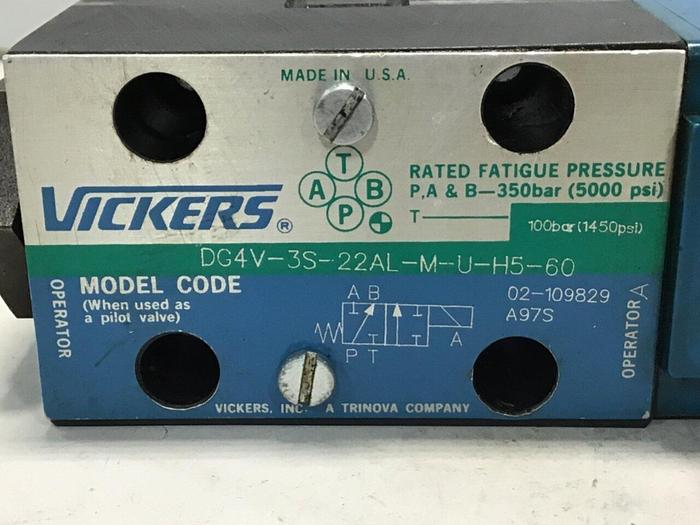 MADE IN U.S.A.
T
A B
P
VICKERS®
RATED FATIGUE PRESSURE
P,A & B—350bar (5000 psi)
T 100bar (1450psi)
DG4V-3S-22AL-M-U-H5-60
OPERATOR
MODEL CODE
(When used as
a pilot valve)
A B
P T
A
02-109829
A97S
OPERATOR A
VICKERS, INC. A TRINOVA COMPANY